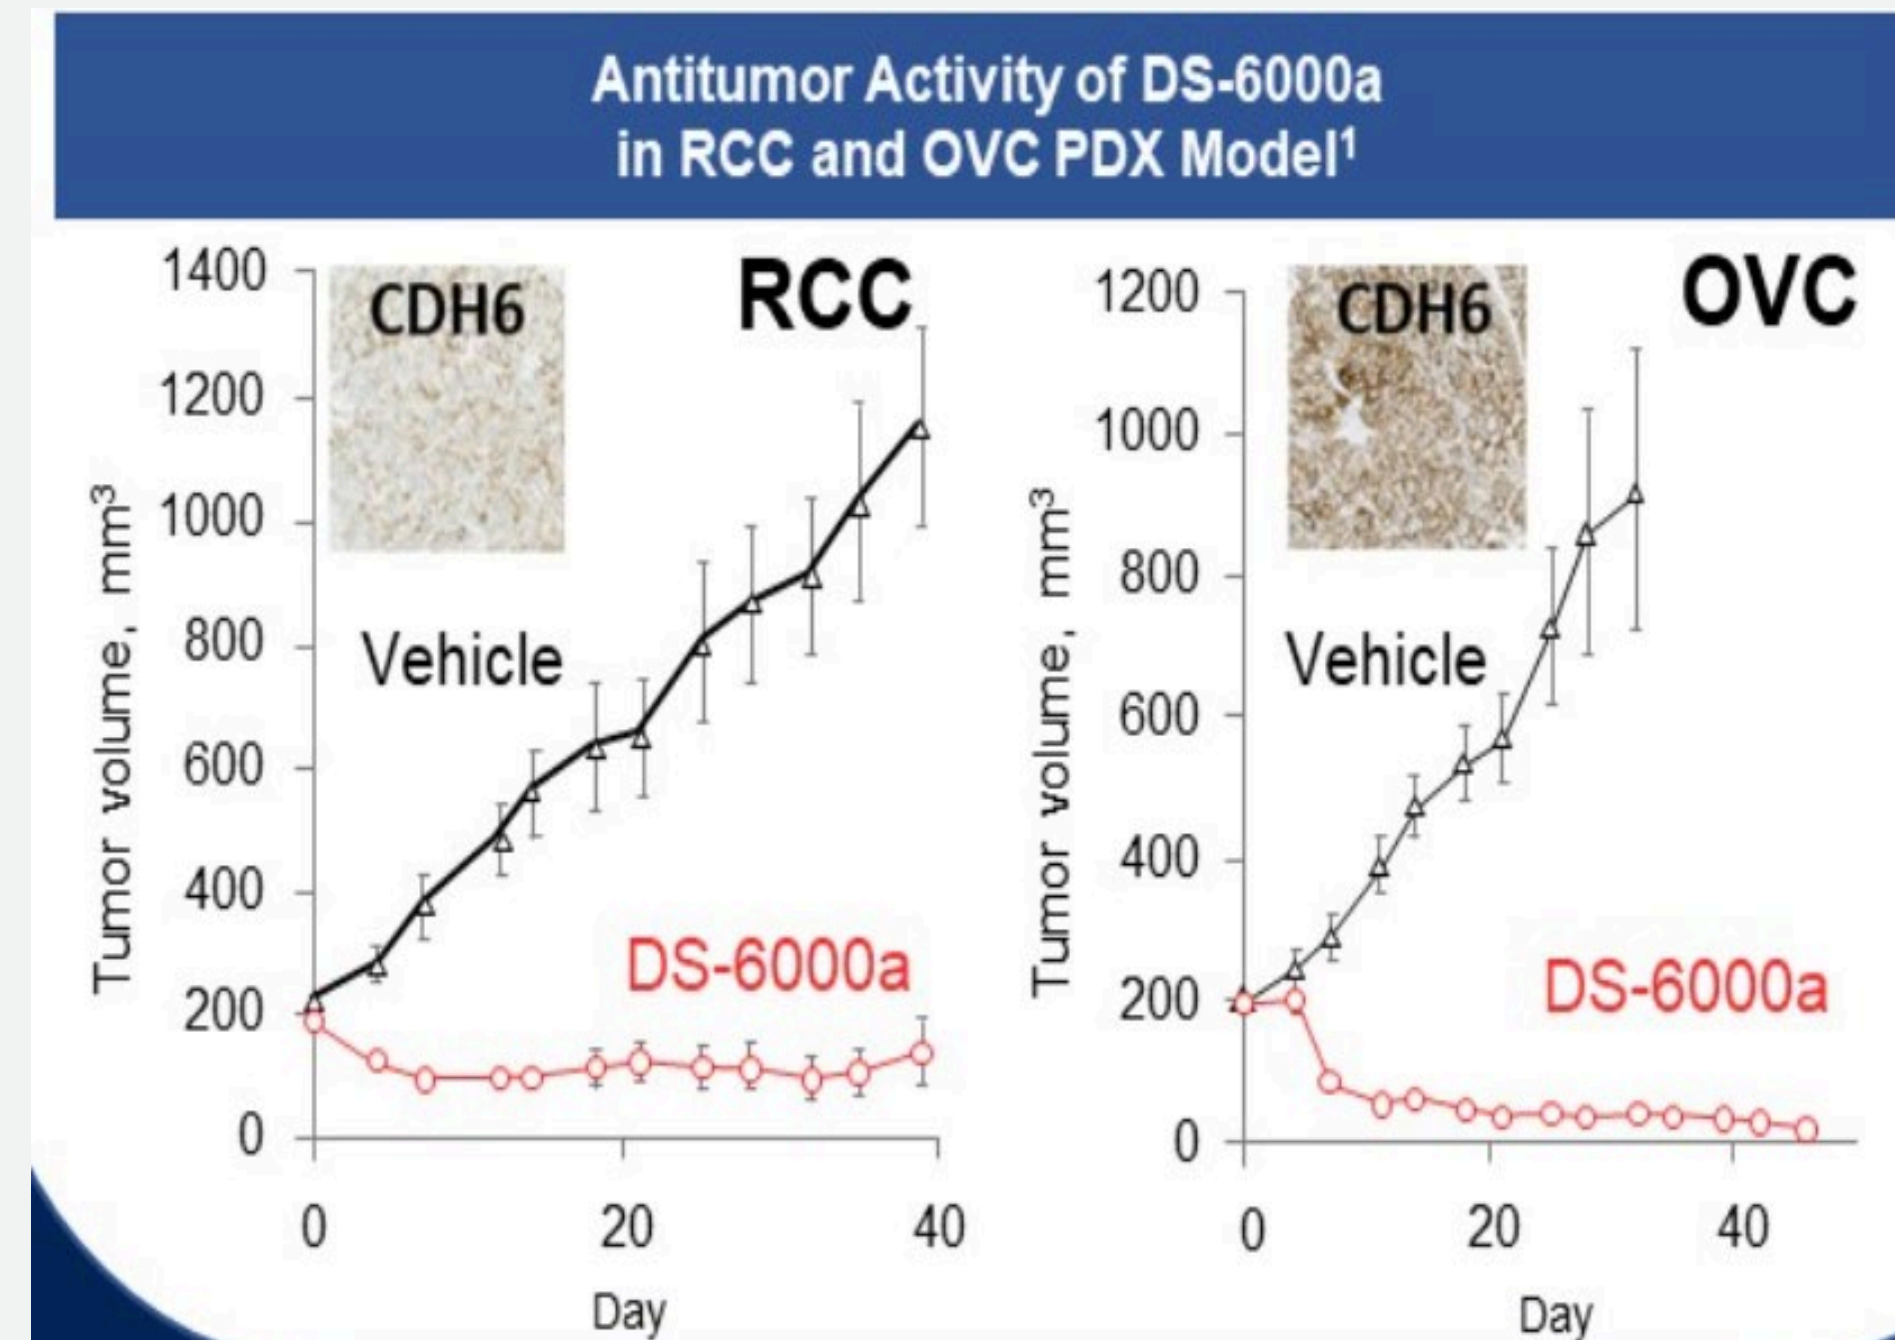 Antitumor Activity of DS-6000a
in RCC and OVC PDX Model¹
RCC
CDH6
Tumor volume, mm³
1400
1200
1000
800
600
400
200
0
Vehicle
DS-6000a
0 20 40
Day
OVC
CDH6
Tumor volume, mm³
1200
1000
800
600
400
200
0
Vehicle
DS-6000a
0 20 40
Day